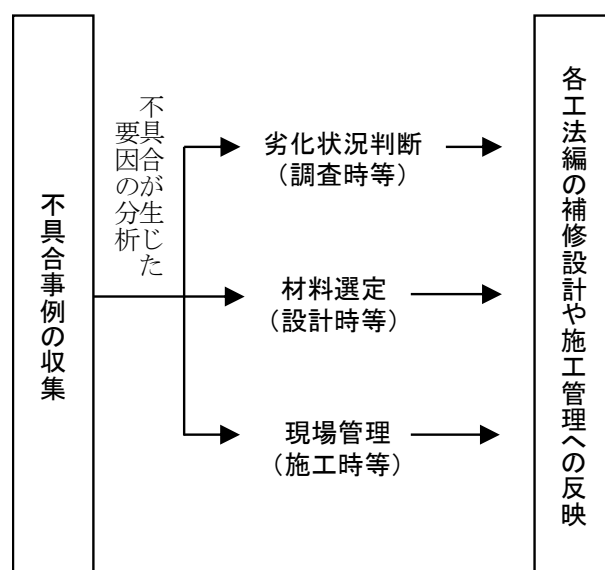 不具合事例の収集
不具合が生じた
要因の分析
劣化状況判断
（調査時等）
材料選定
（設計時等）
現場管理
（施工時等）
各工法編の補修設計や施工管理への反映